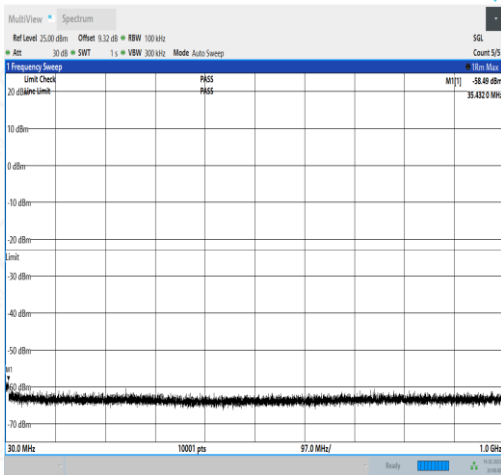 MultiView Spectrum
Ref Level 25.00 dBm Offset 9.32 dB RBW 100 kHz SGL
Att 30 dB SWT 1 s VBW 300 kHz Mode Auto Sweep Count 5/5
1 Frequency Sweep 1Rm Max
Limit Check PASS M1[1] -58.49 dBm
Line Limit PASS 35.432 0 MHz
20 dBm
10 dBm
0 dBm
-10 dBm
-20 dBm
Limit
-30 dBm
-40 dBm
-50 dBm
M1
-60 dBm
-70 dBm
30.0 MHz 10001 pts 97.0 MHz/ 1.0 GHz
Ready